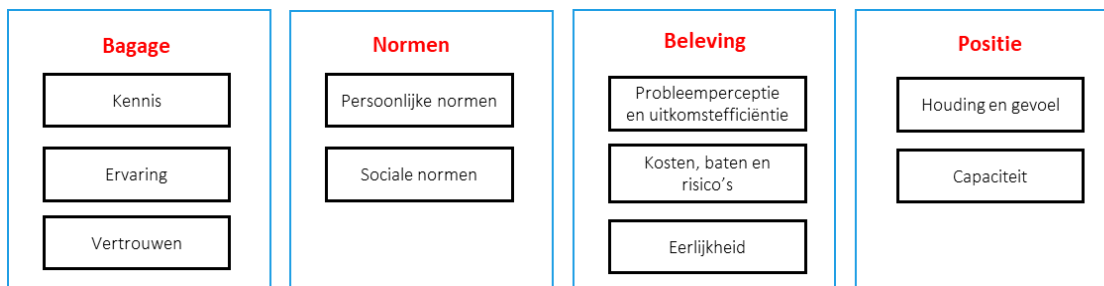 Bagage
Kennis
Ervaring
Vertrouwen
Normen
Persoonlijke normen
Sociale normen
Beleving
Probleemperceptie
en uitkomstefficiëntie
Kosten, baten en
risico's
Eerlijkheid
Positie
Houding en gevoel
Capaciteit